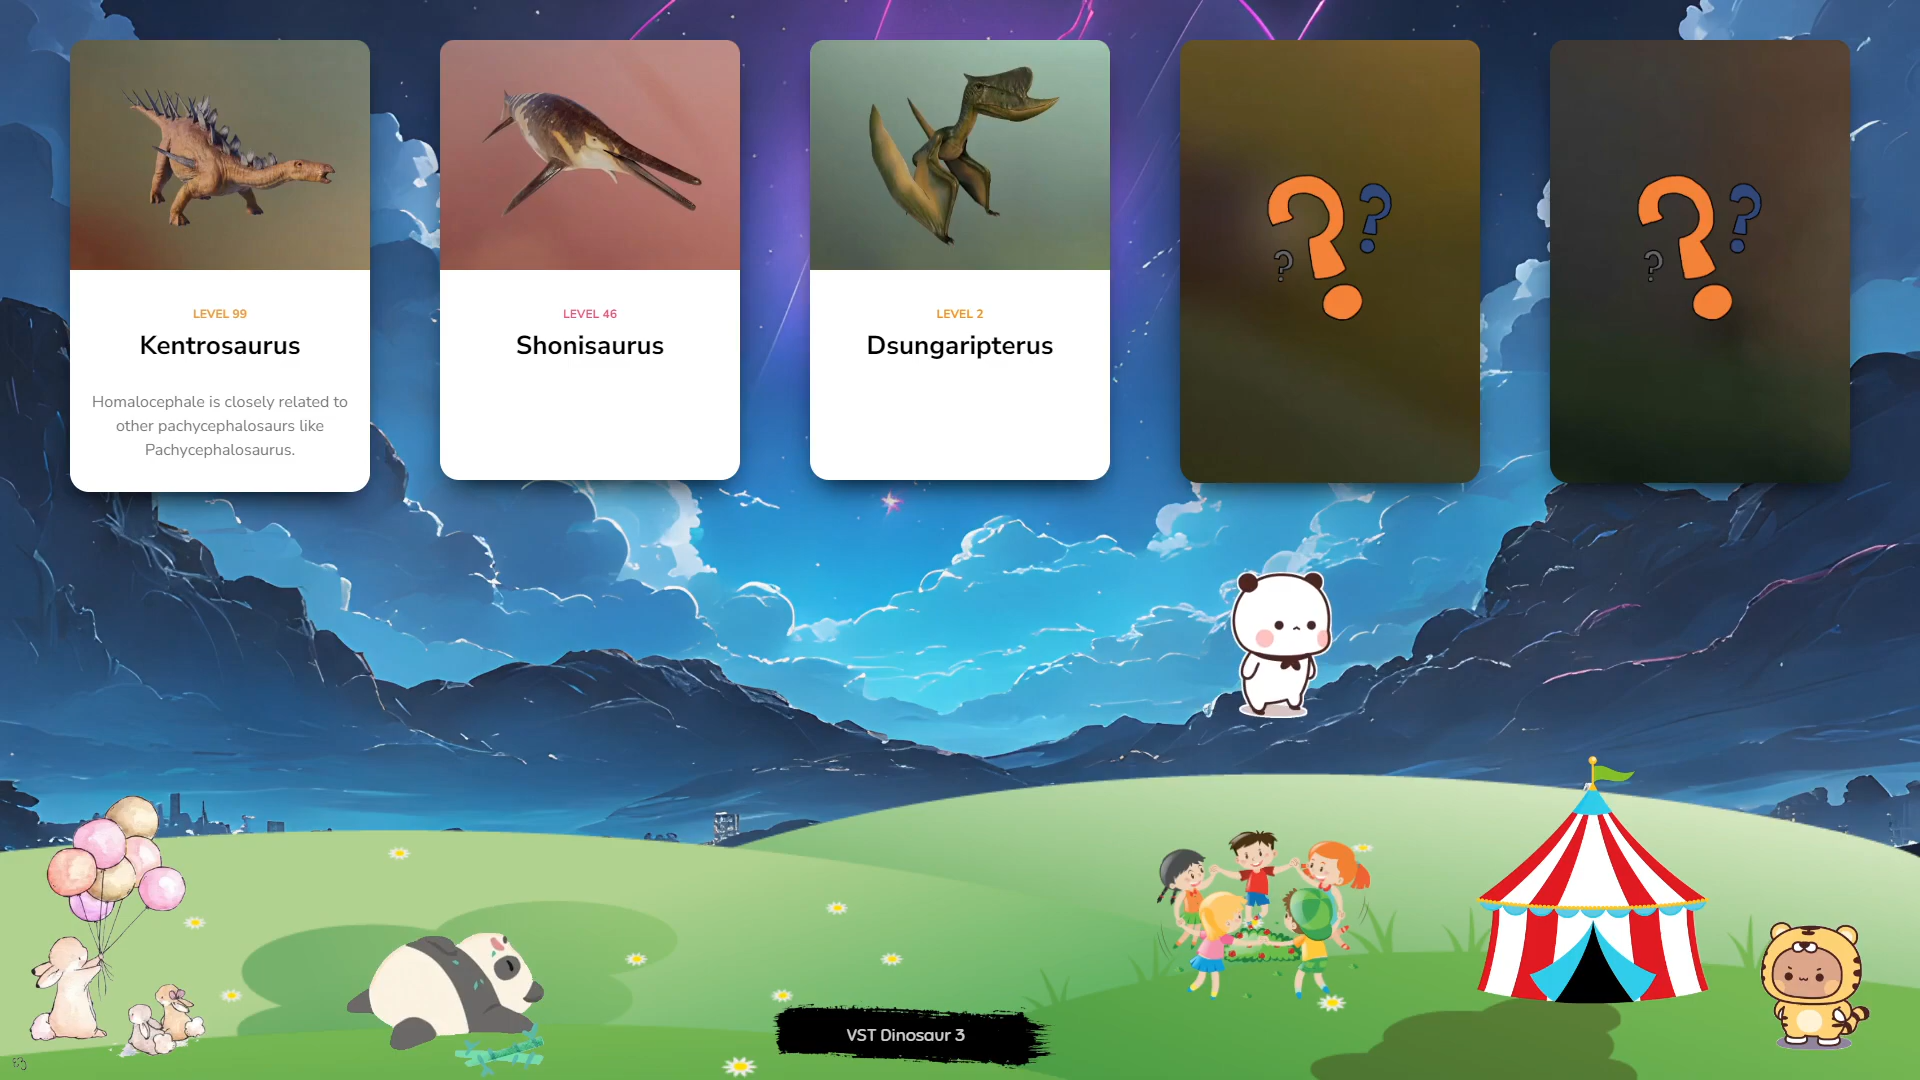 LEVEL 99
Kentrosaurus
Homalocephale is closely related to
other pachycephalosaurs like
Pachycephalosaurus.
LEVEL 46
Shonisaurus
LEVEL 2
Dsungaripterus
? ? ?
? ? ?
VST Dinosaur 3